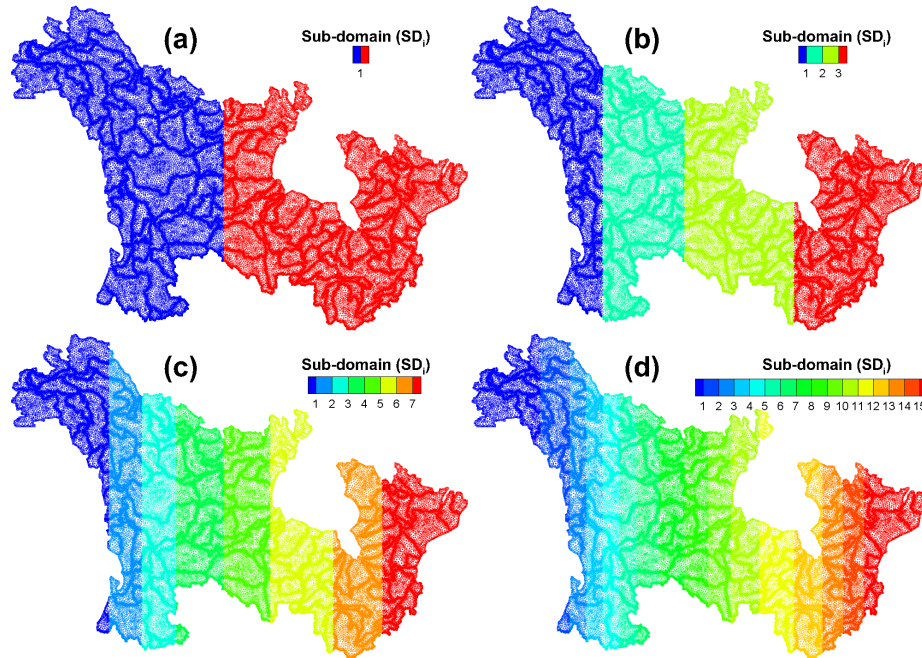 (a)
Sub-domain (SDi)
1
(b)
Sub-domain (SDi)
1 2 3
(c)
Sub-domain (SDi)
1 2 3 4 5 6 7
(d)
Sub-domain (SDi)
1 2 3 4 5 6 7 8 9 10 11 12 13 14 15